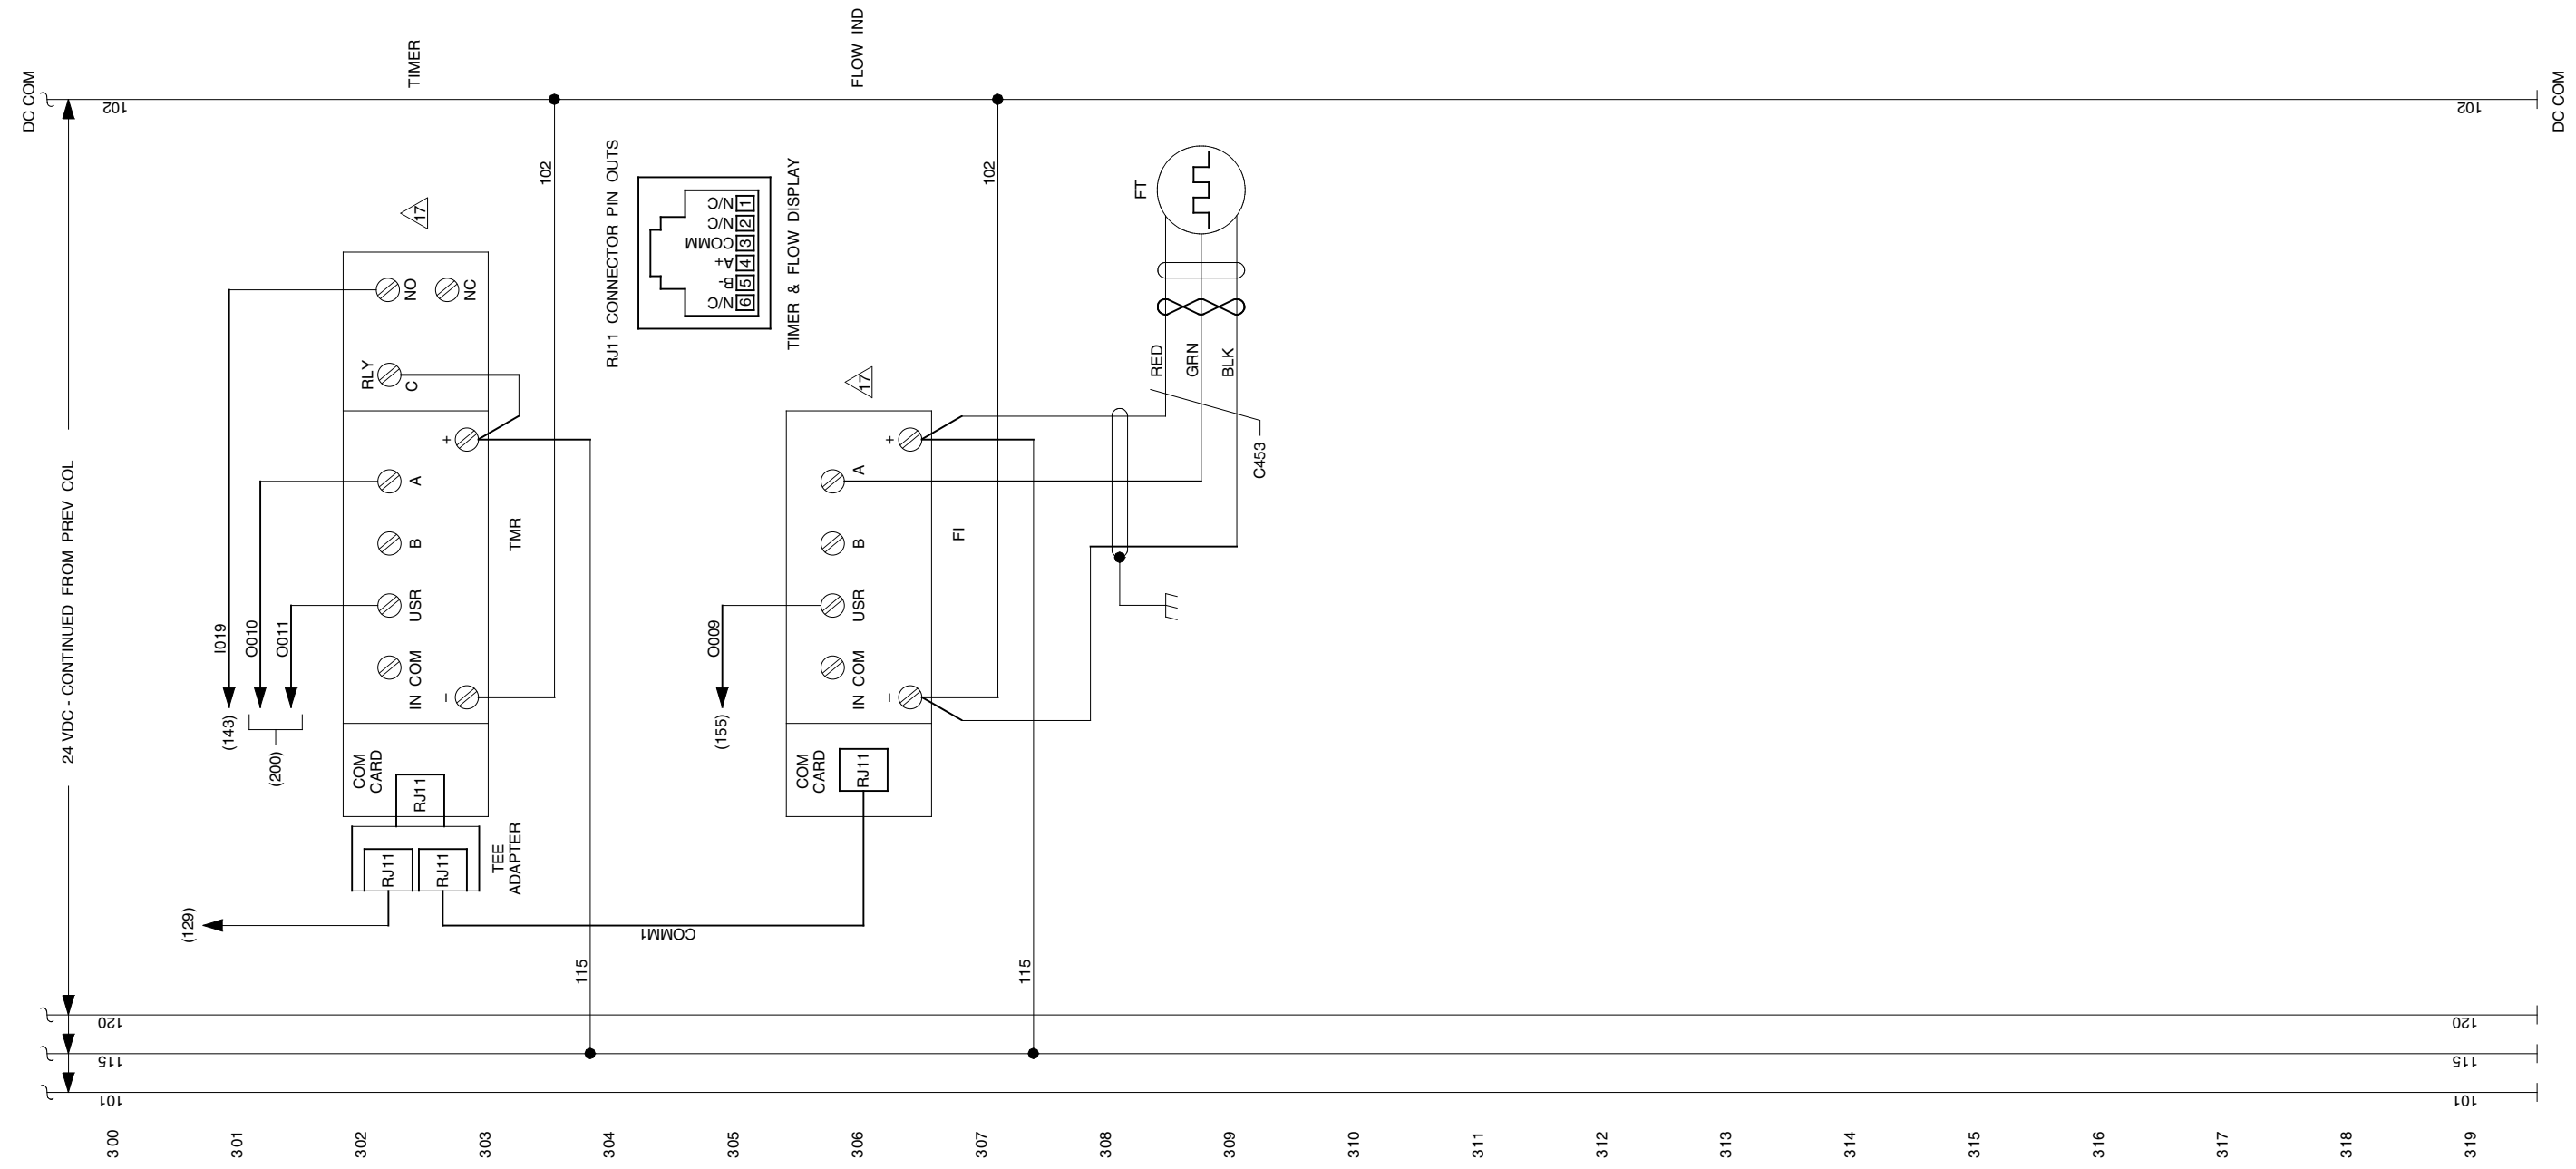 DC COM
102
24 VDC - CONTINUED FROM PREV COL
120
115
101
300
301
302
303
304
305
306
307
308
309
310
311
312
313
314
315
316
317
318
319
TIMER
17
102
I019
(143)
O010
O011
(200)
NO
NC
RLY
C
+
A
B
USR
IN COM
−
TMR
COM
CARD
RJ11
RJ11
RJ11
TEE
ADAPTER
(129)
COMM1
115
RJ11 CONNECTOR PIN OUTS
N/C 1
N/C 2
COMM 3
A+ 4
B- 5
N/C 6
TIMER & FLOW DISPLAY
FLOW IND
17
102
O009
(155)
+
A
B
USR
IN COM
−
FI
COM
CARD
RJ11
115
FT
RED
GRN
BLK
C453
102
DC COM
120
115
101